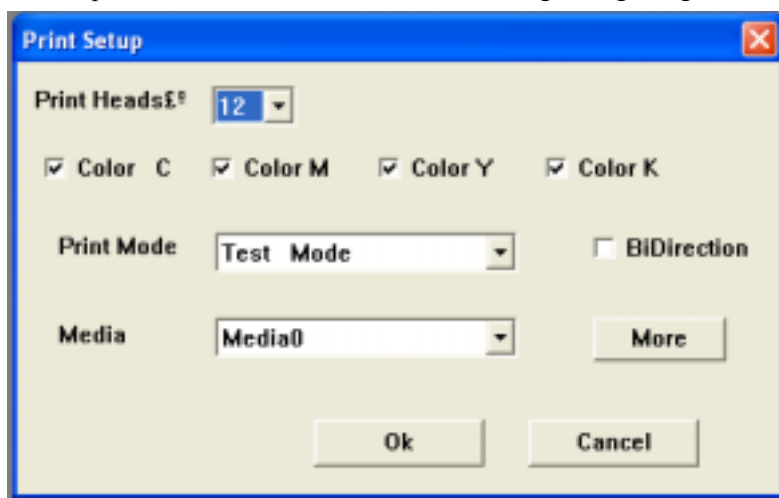 Print Setup
Print Heads£º 12
Color C Color M Color Y Color K
Print Mode Test Mode BiDirection
Media Media0 More
Ok Cancel